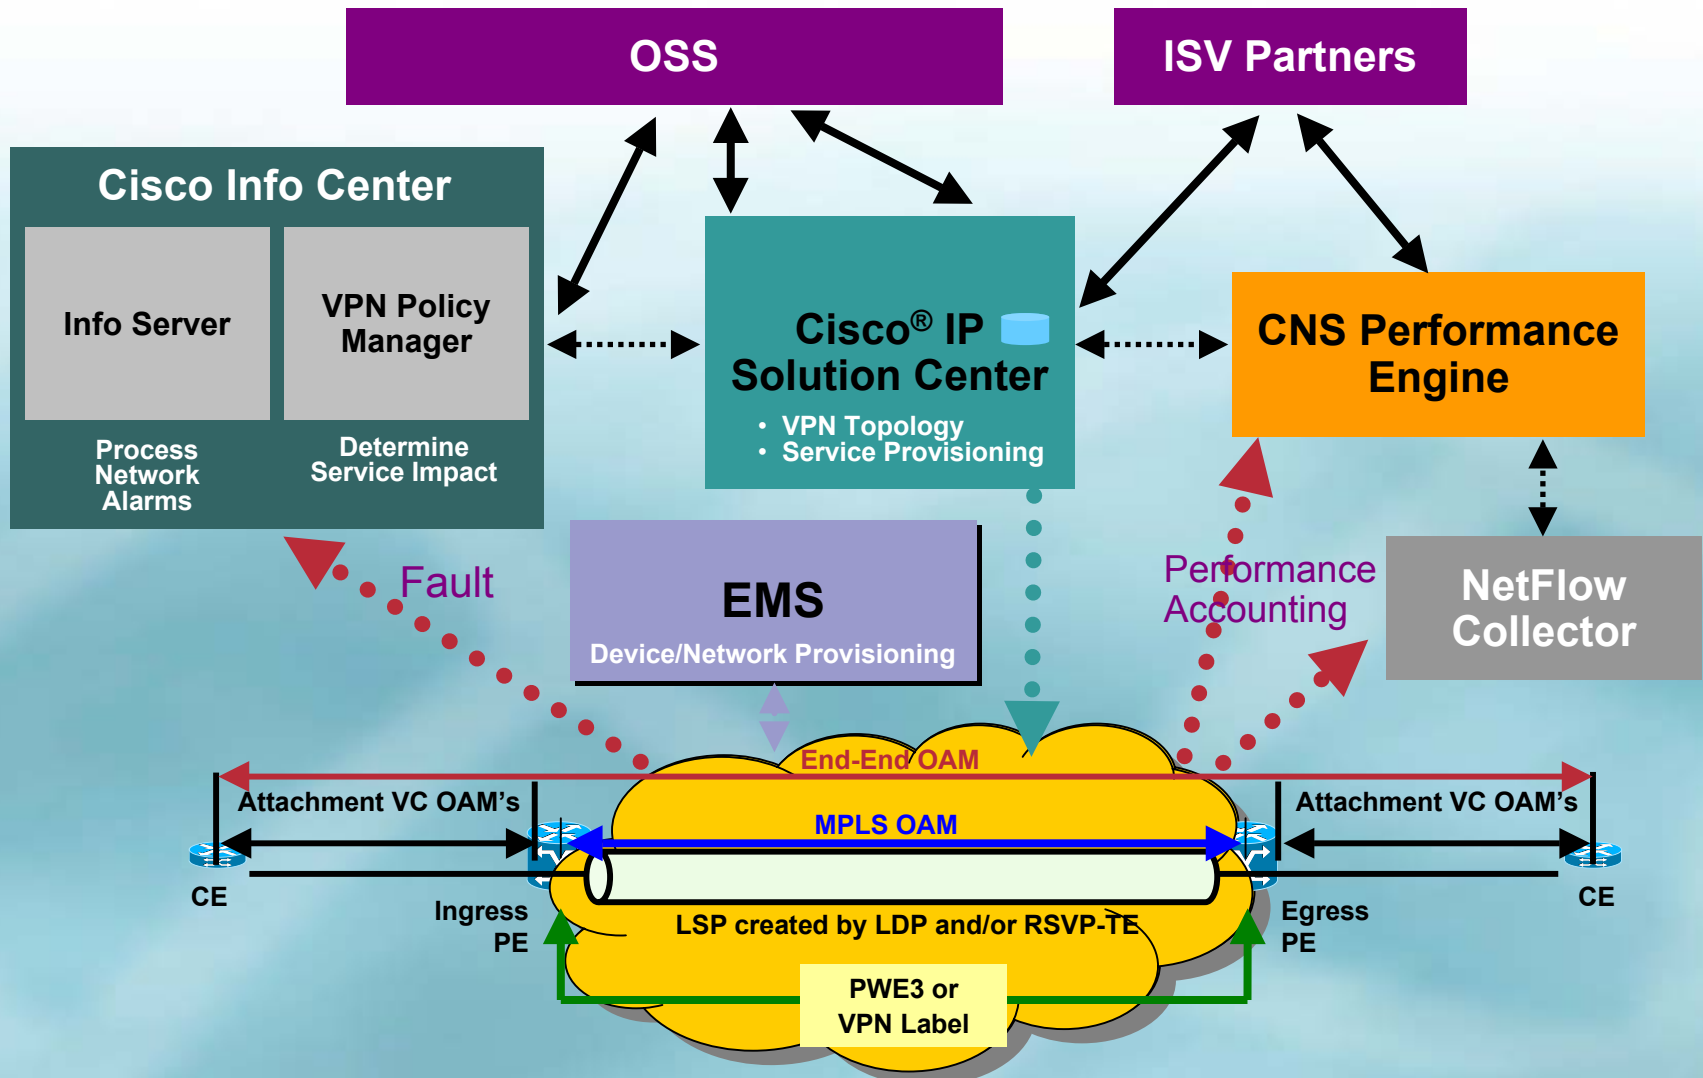 OSS
ISV Partners
Cisco Info Center
Info Server
VPN Policy
Manager
Process
Network
Alarms
Determine
Service Impact
Cisco® IP
Solution Center
• VPN Topology
• Service Provisioning
CNS Performance
Engine
Fault
EMS
Device/Network Provisioning
Performance
Accounting
NetFlow
Collector
End-End OAM
Attachment VC OAM's
MPLS OAM
Attachment VC OAM's
CE
Ingress
PE
LSP created by LDP and/or RSVP-TE
Egress
PE
CE
PWE3 or
VPN Label